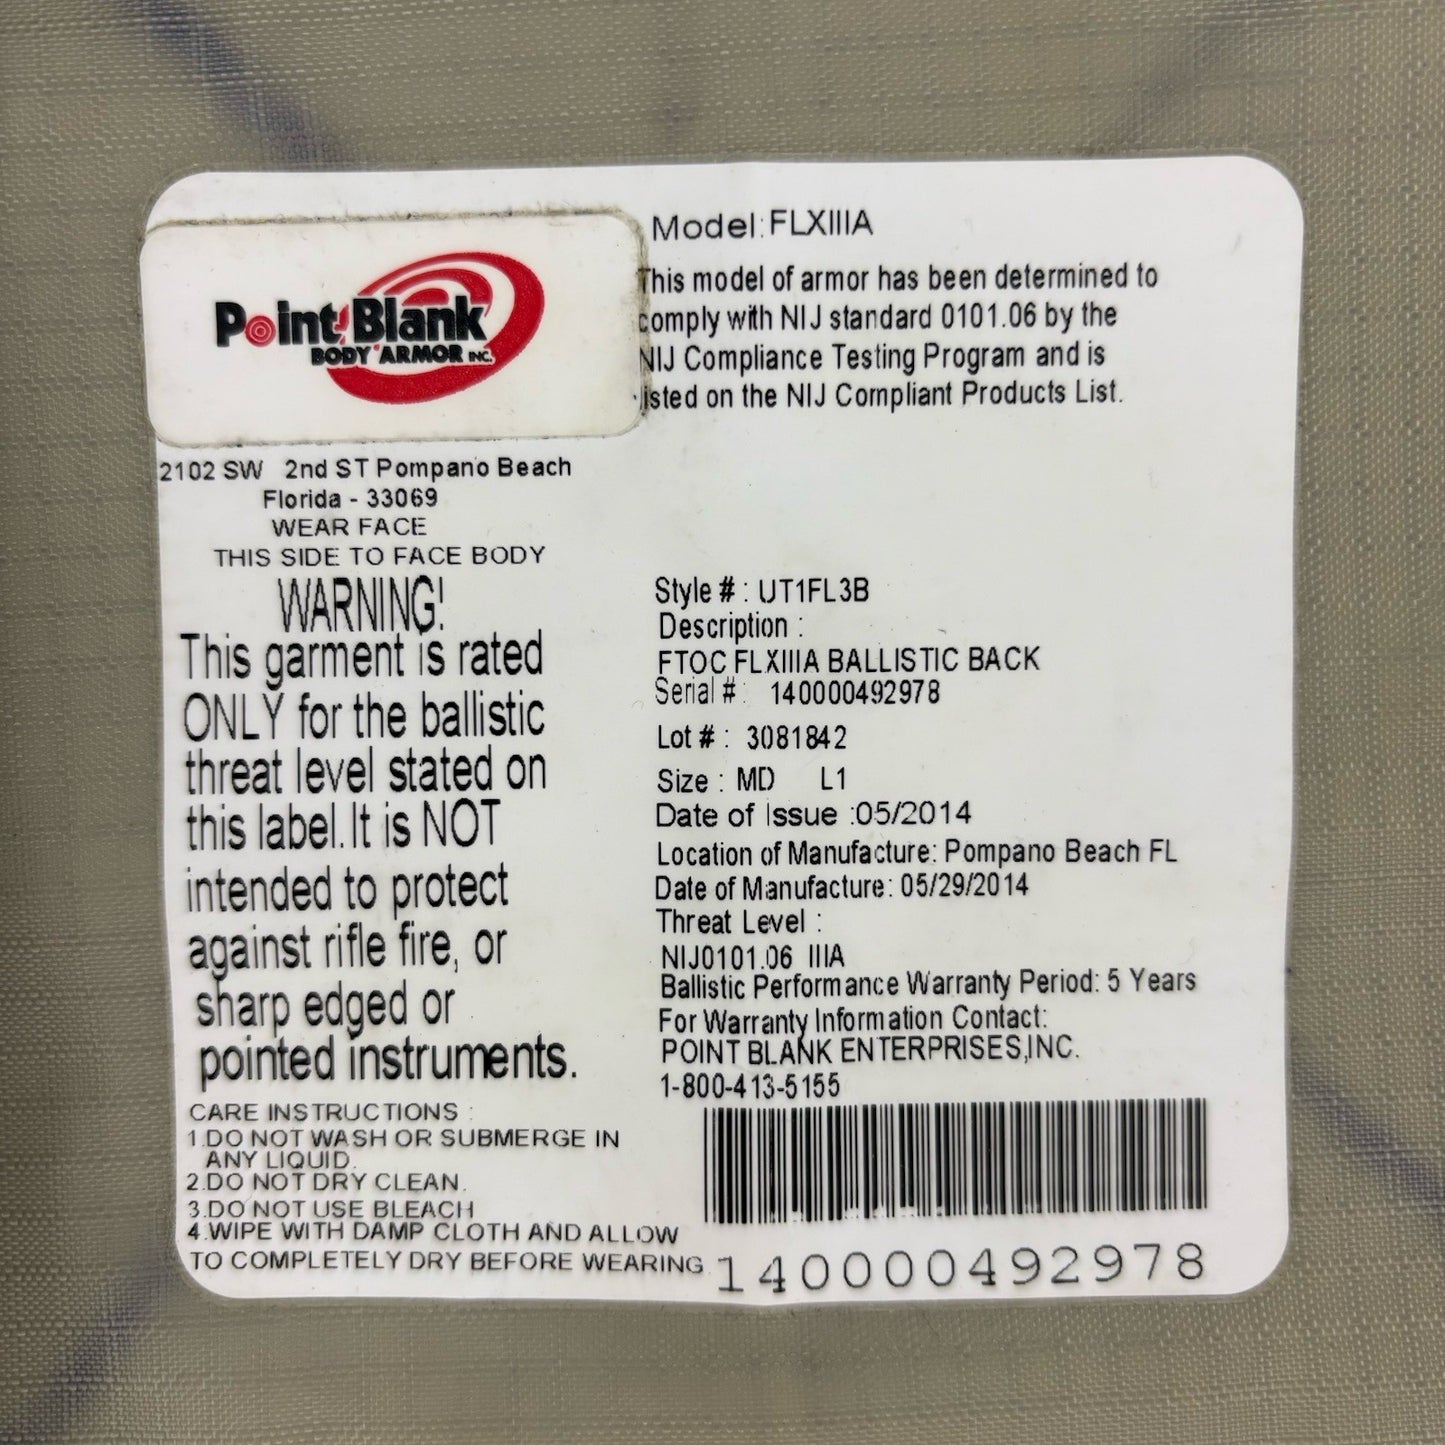 Point Blank
BODY ARMOR INC.
2102 SW 2nd ST Pompano Beach
Florida - 33069
WEAR FACE
THIS SIDE TO FACE BODY
WARNING!
This garment is rated
ONLY for the ballistic
threat level stated on
this label.It is NOT
intended to protect
against rifle fire, or
sharp edged or
pointed instruments.
CARE INSTRUCTIONS :
1.DO NOT WASH OR SUBMERGE IN
ANY LIQUID.
2.DO NOT DRY CLEAN.
3.DO NOT USE BLEACH
4.WIPE WITH DAMP CLOTH AND ALLOW
TO COMPLETELY DRY BEFORE WEARING
Model:FLXIIIA
This model of armor has been determined to
comply with NIJ standard 0101.06 by the
NIJ Compliance Testing Program and is
listed on the NIJ Compliant Products List.
Style # : UT1FL3B
Description :
FTOC FLXIIIA BALLISTIC BACK
Serial # : 140000492978
Lot # : 3081842
Size : MD L1
Date of Issue :05/2014
Location of Manufacture: Pompano Beach FL
Date of Manufacture: 05/29/2014
Threat Level :
NIJ0101.06 IIIA
Ballistic Performance Warranty Period: 5 Years
For Warranty Information Contact:
POINT BLANK ENTERPRISES,INC.
1-800-413-5155
140000492978